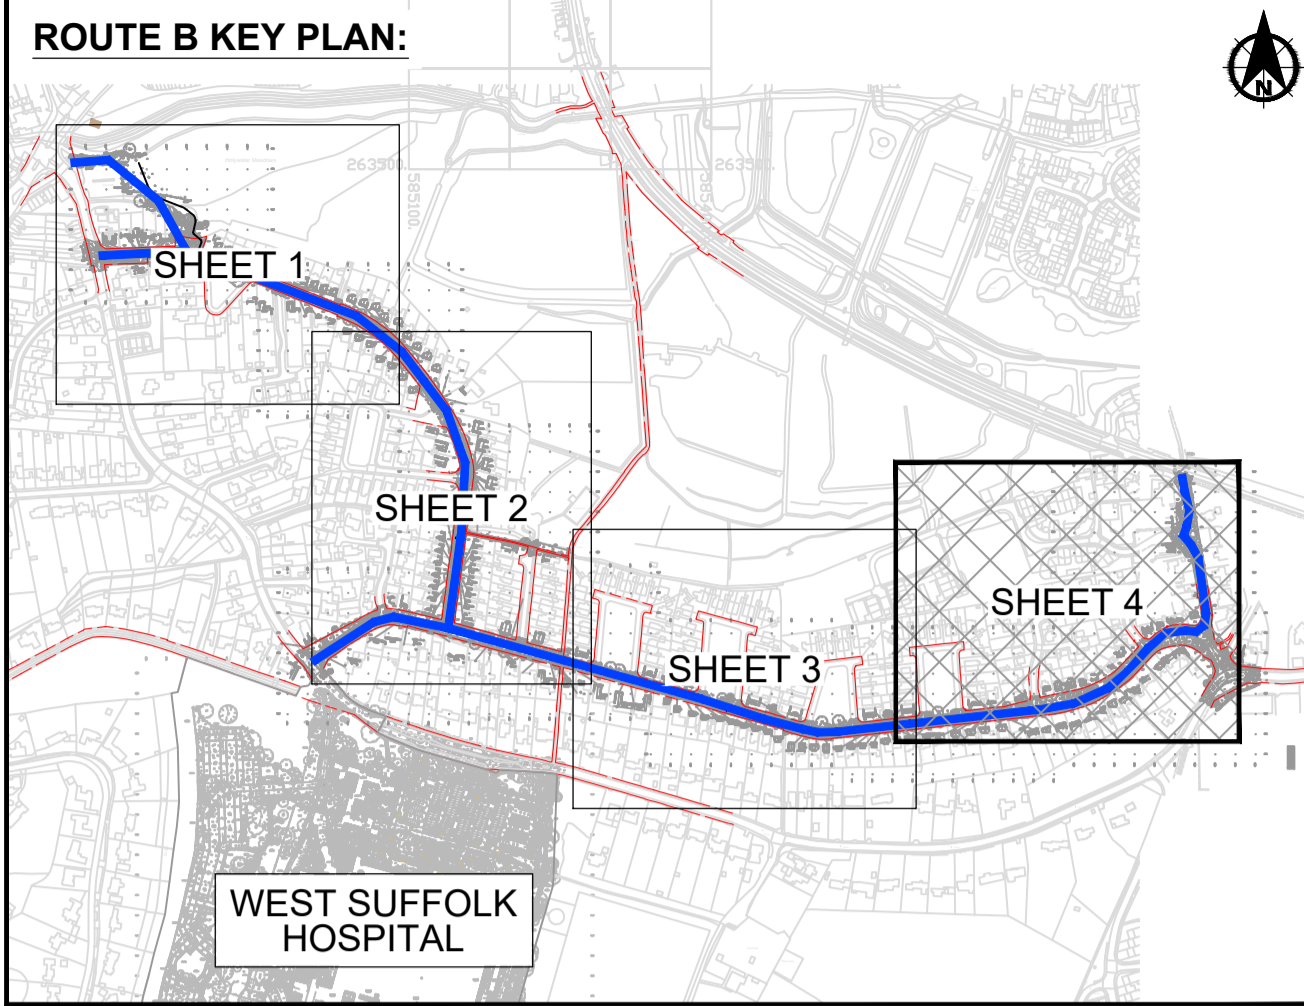 ROUTE B KEY PLAN:
N
263500.
585100.
263500.
SHEET 1
SHEET 2
SHEET 3
SHEET 4
WEST SUFFOLK
HOSPITAL